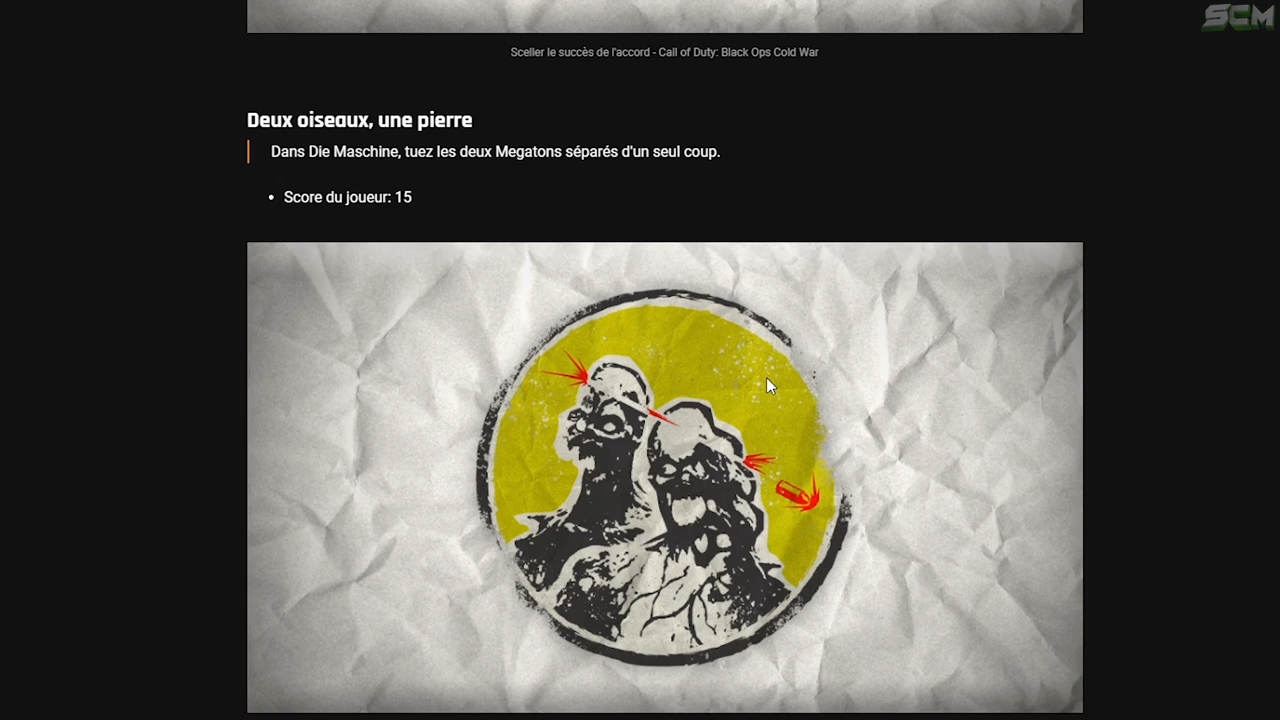 SCM
Sceller le succès de l'accord - Call of Duty: Black Ops Cold War
Deux oiseaux, une pierre
Dans Die Maschine, tuez les deux Megatons séparés d'un seul coup.
• Score du joueur: 15